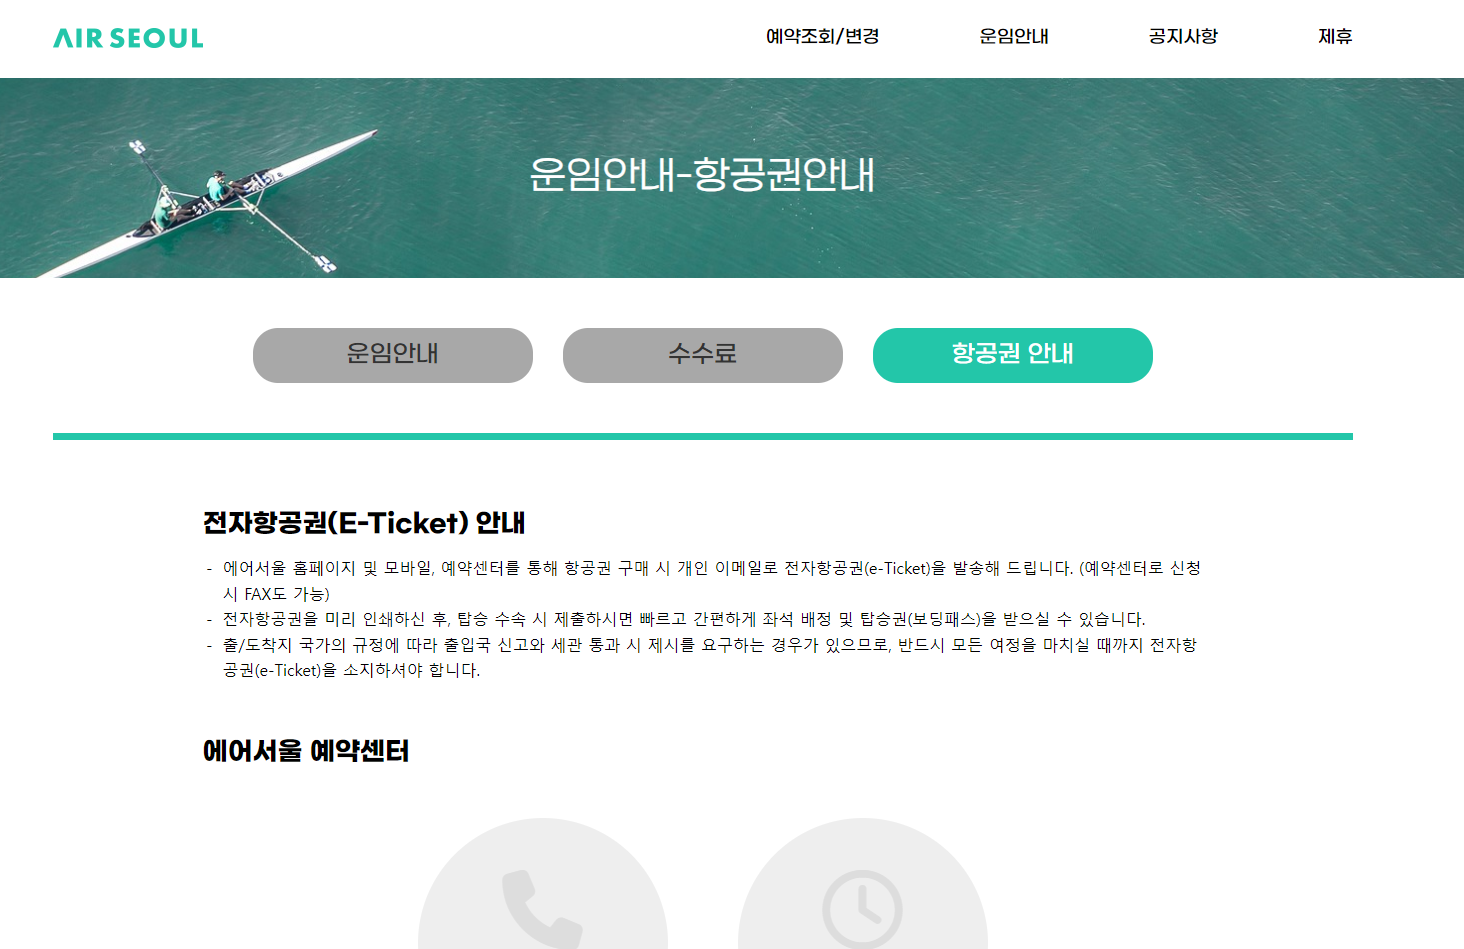 AIR SEOUL
예약조회/변경 운임안내 공지사항 제휴
운임안내-항공권안내
운임안내 수수료 항공권 안내
전자항공권(E-Ticket) 안내
- 에어서울 홈페이지 및 모바일, 예약센터를 통해 항공권 구매 시 개인 이메일로 전자항공권(e-Ticket)을 발송해 드립니다. (예약센터로 신청
시 FAX도 가능)
- 전자항공권을 미리 인쇄하신 후, 탑승 수속 시 제출하시면 빠르고 간편하게 좌석 배정 및 탑승권(보딩패스)을 받으실 수 있습니다.
- 출/도착지 국가의 규정에 따라 출입국 신고와 세관 통과 시 제시를 요구하는 경우가 있으므로, 반드시 모든 여정을 마치실 때까지 전자항
공권(e-Ticket)을 소지하셔야 합니다.
에어서울 예약센터